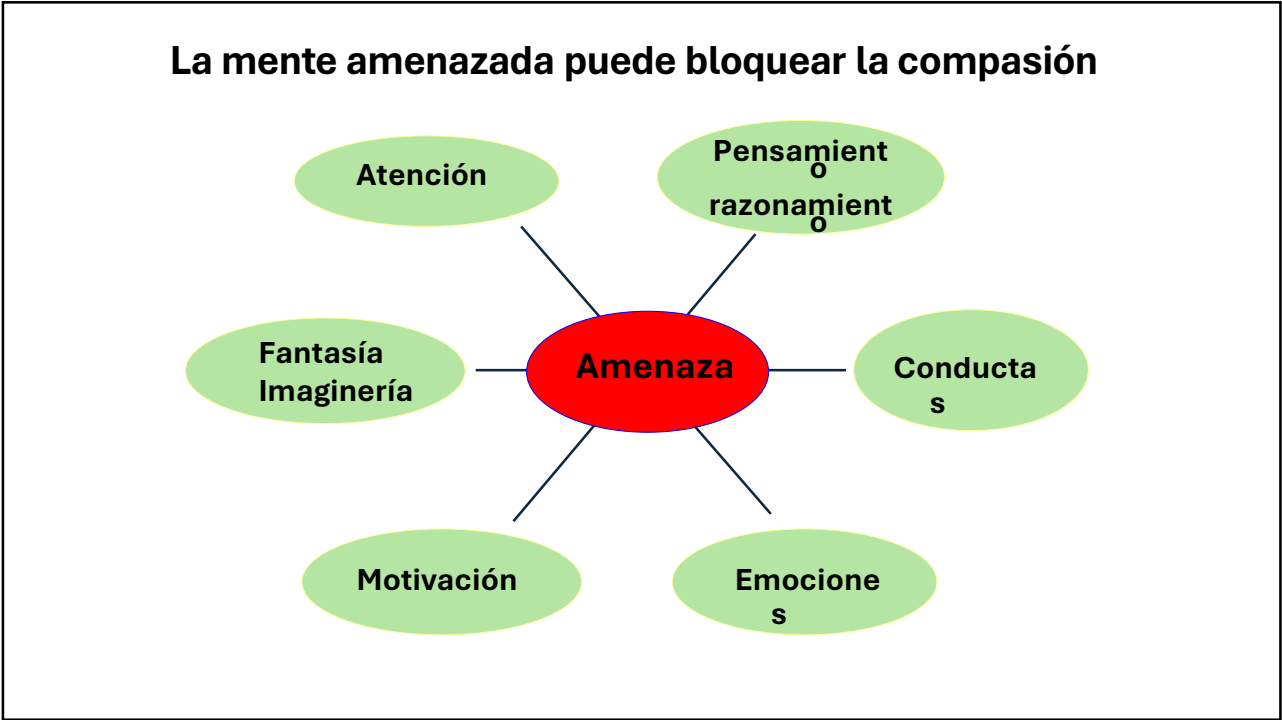 La mente amenazada puede bloquear la compasión
Atención
Pensamient
o
razonamient
o
Fantasía
Imaginería
Amenaza
Conducta
s
Motivación
Emocione
s